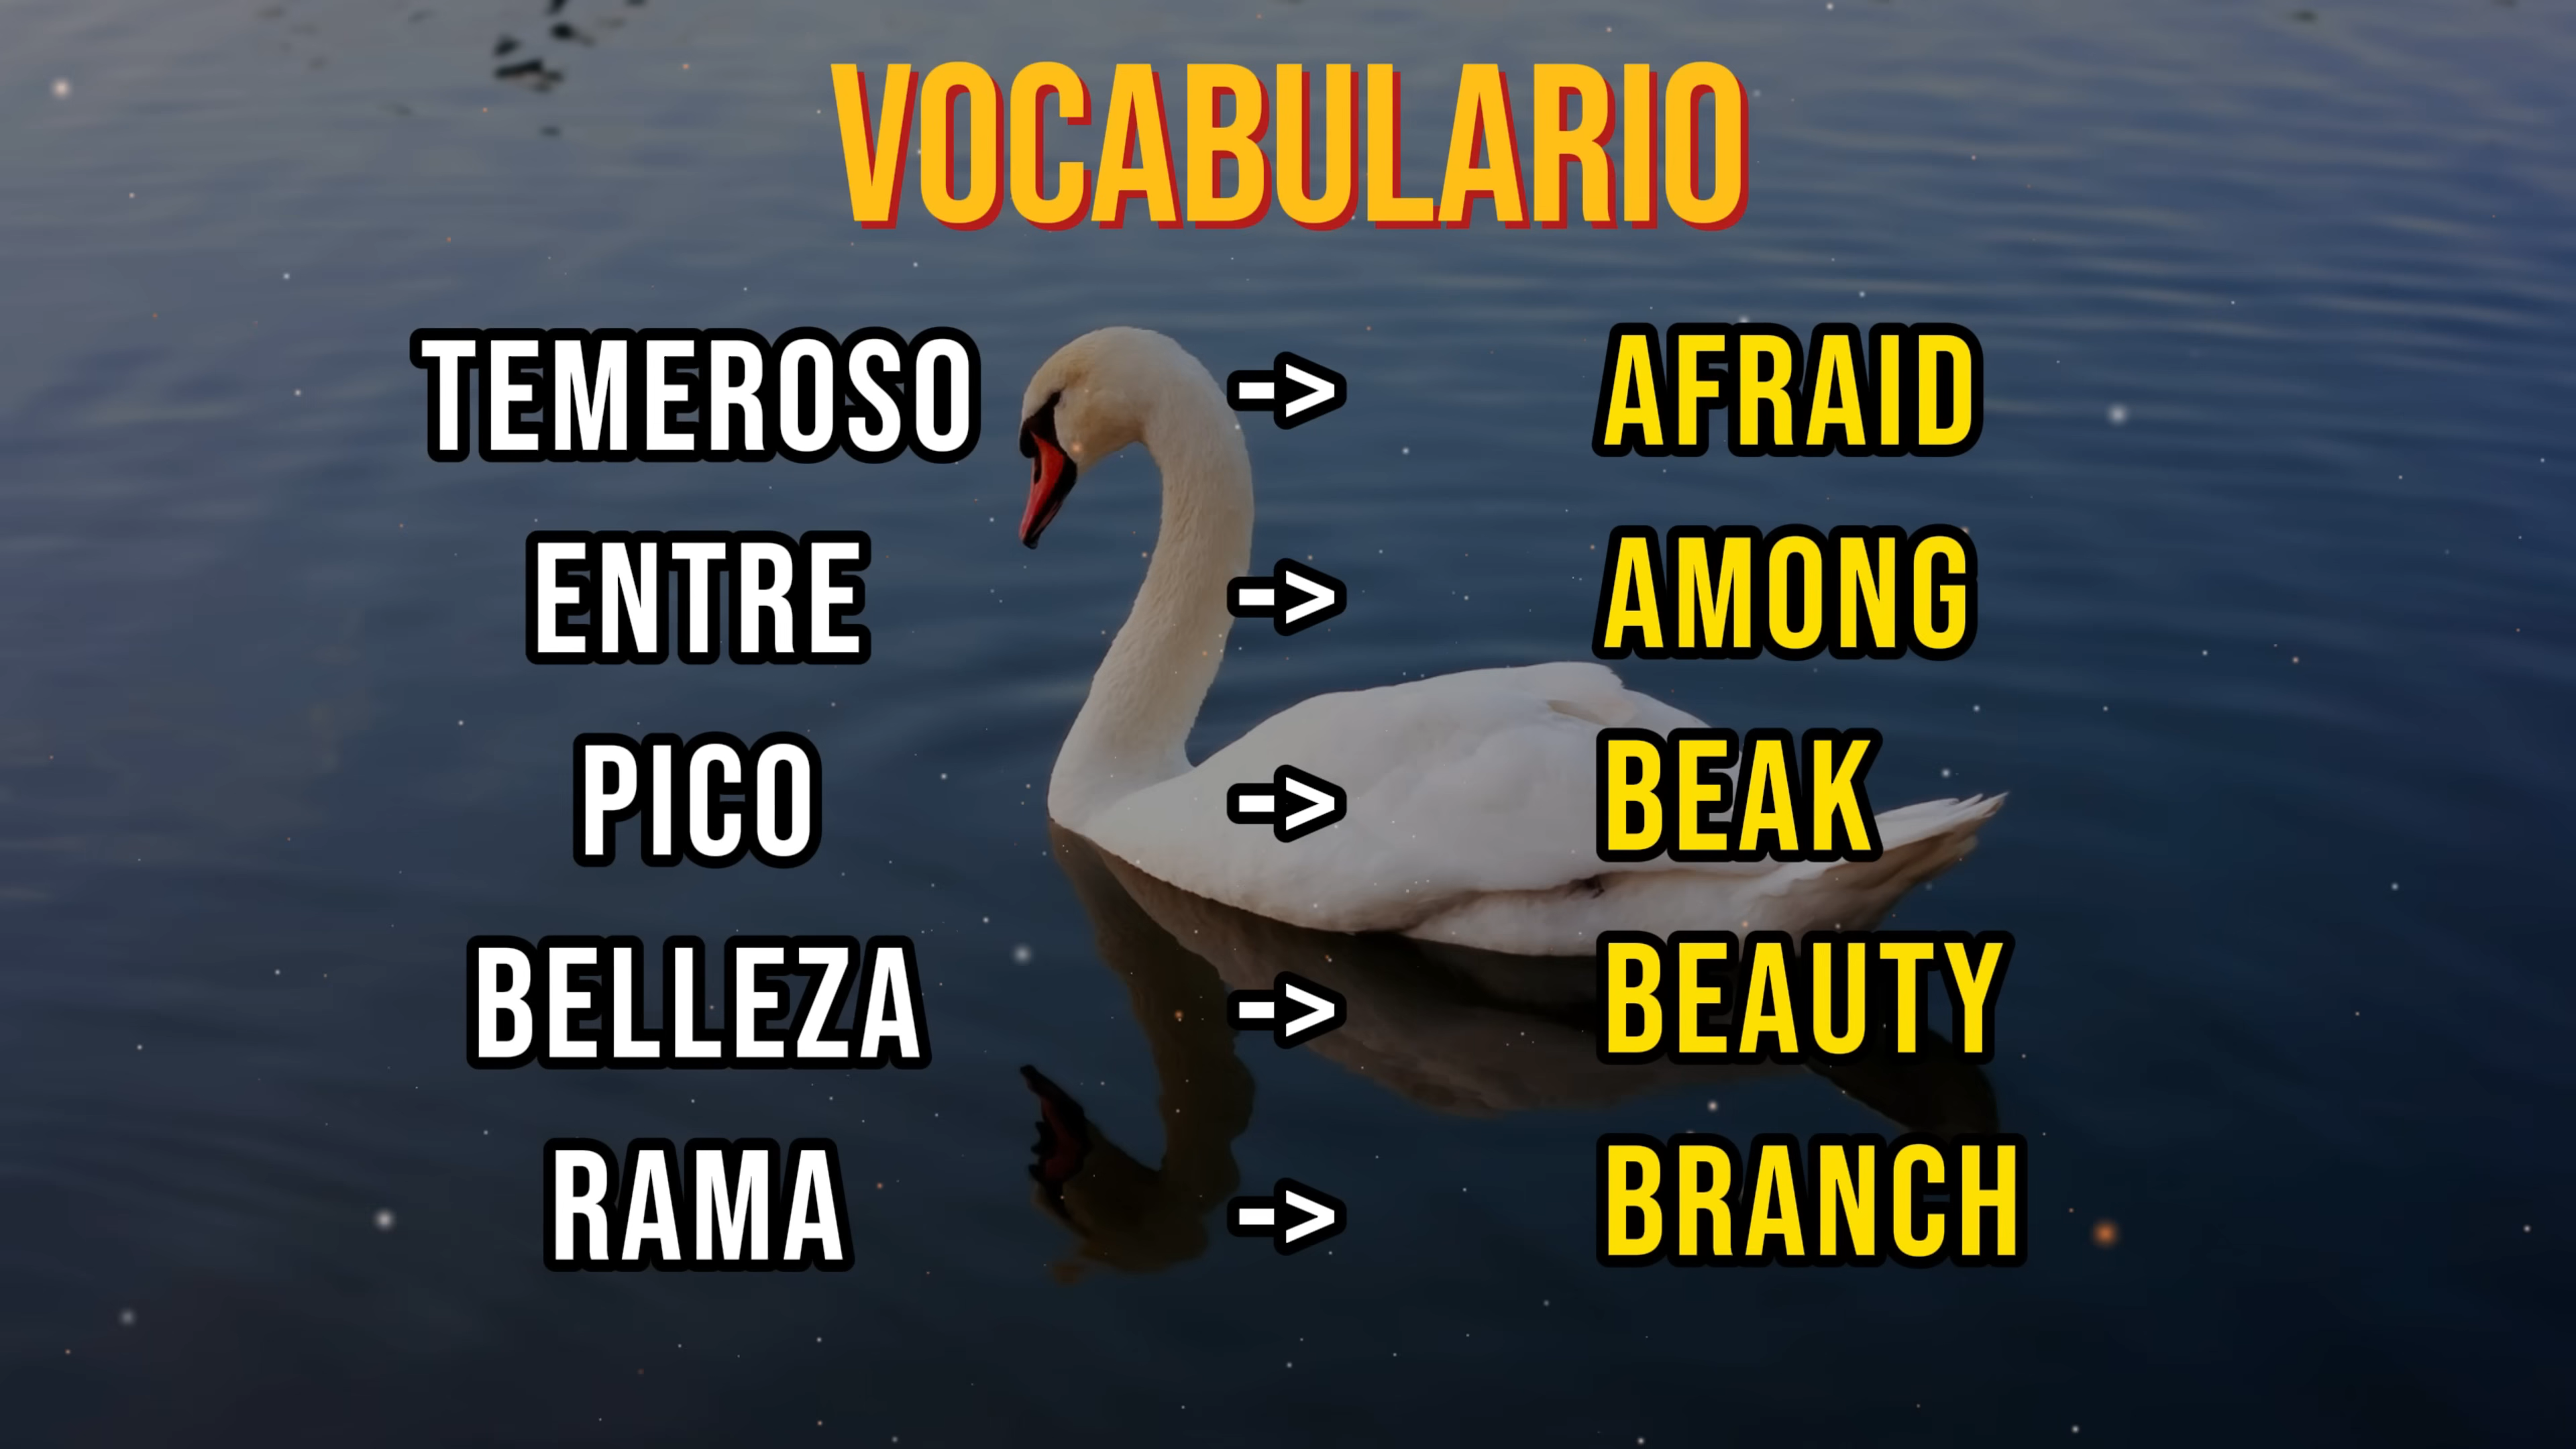 VOCABULARIO
TEMEROSO -> AFRAID
ENTRE -> AMONG
PICO -> BEAK
BELLEZA -> BEAUTY
RAMA -> BRANCH